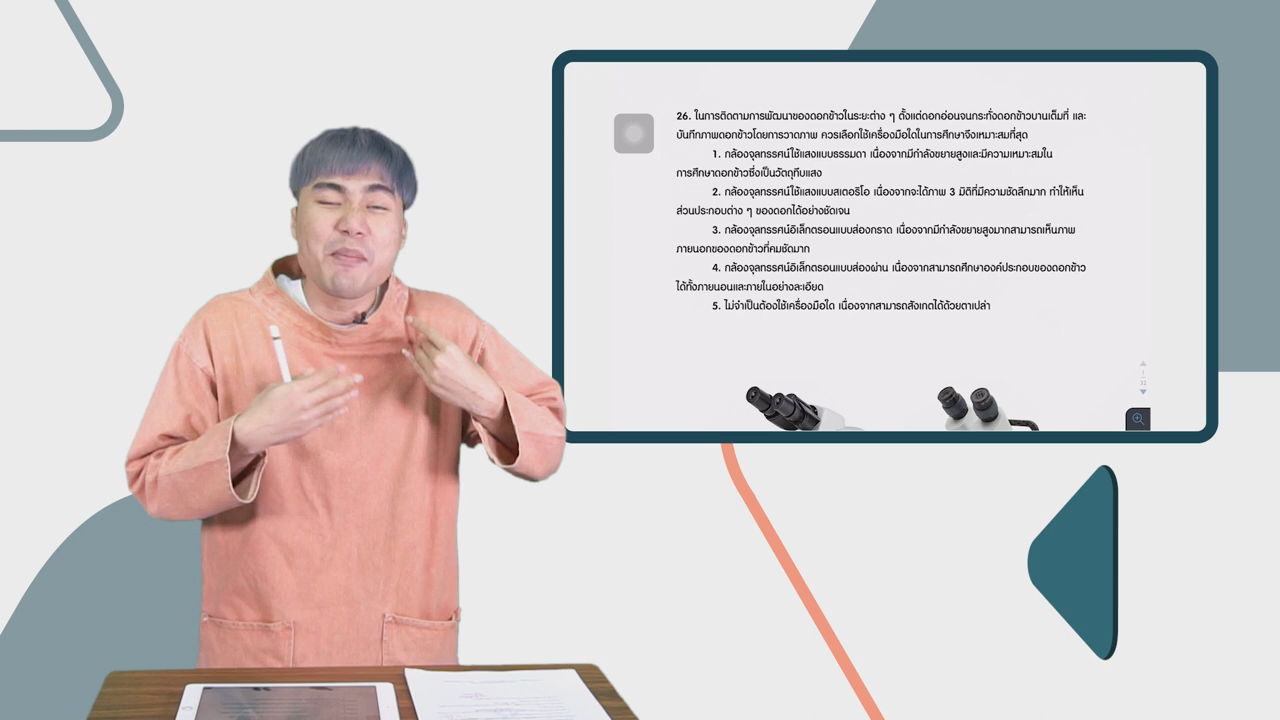 26. ในการติดตามการพัฒนาของดอกข้าวในระยะต่าง ๆ ตั้งแต่ดอกอ่อนจนกระทั่งดอกข้าวบานเต็มที่ และ
บันทึกภาพดอกข้าวโดยการวาดภาพ ควรเลือกใช้เครื่องมือใดในการศึกษาจึงเหมาะสมที่สุด
1. กล้องจุลทรรศน์ใช้แสงแบบธรรมดา เนื่องจากมีกำลังขยายสูงและมีความเหมาะสมใน
การศึกษาดอกข้าวซึ่งเป็นวัตถุทึบแสง
2. กล้องจุลทรรศน์ใช้แสงแบบสเตอริโอ เนื่องจากจะได้ภาพ 3 มิติที่มีความชัดลึกมาก ทำให้เห็น
ส่วนประกอบต่าง ๆ ของดอกได้อย่างชัดเจน
3. กล้องจุลทรรศน์อิเล็กตรอนแบบส่องกราด เนื่องจากมีกำลังขยายสูงมากสามารถเห็นภาพ
ภายนอกของดอกข้าวที่คมชัดมาก
4. กล้องจุลทรรศน์อิเล็กตรอนแบบส่องผ่าน เนื่องจากสามารถศึกษาองค์ประกอบของดอกข้าว
ได้ทั้งภายนอนและภายในอย่างละเอียด
5. ไม่จำเป็นต้องใช้เครื่องมือใด เนื่องจากสามารถสังเกตได้ด้วยตาเปล่า